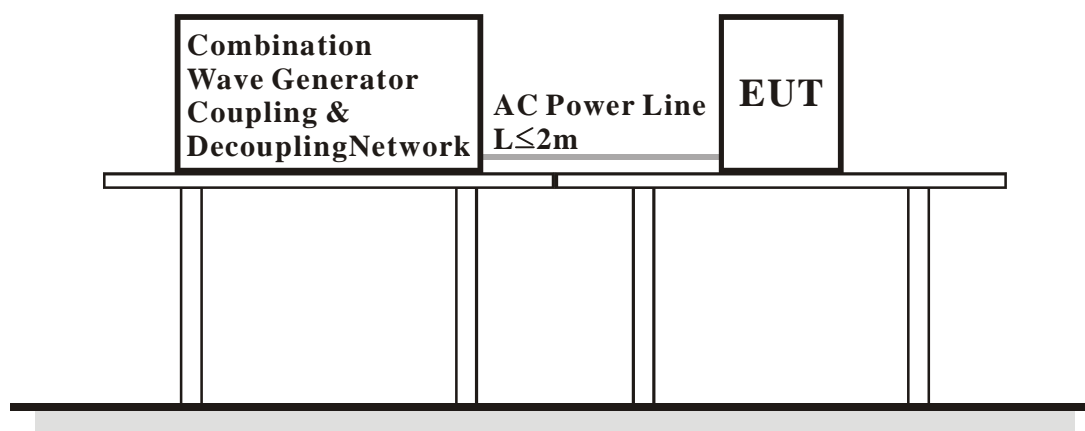 Combination
Wave Generator
Coupling &
DecouplingNetwork
AC Power Line
L≤2m
EUT